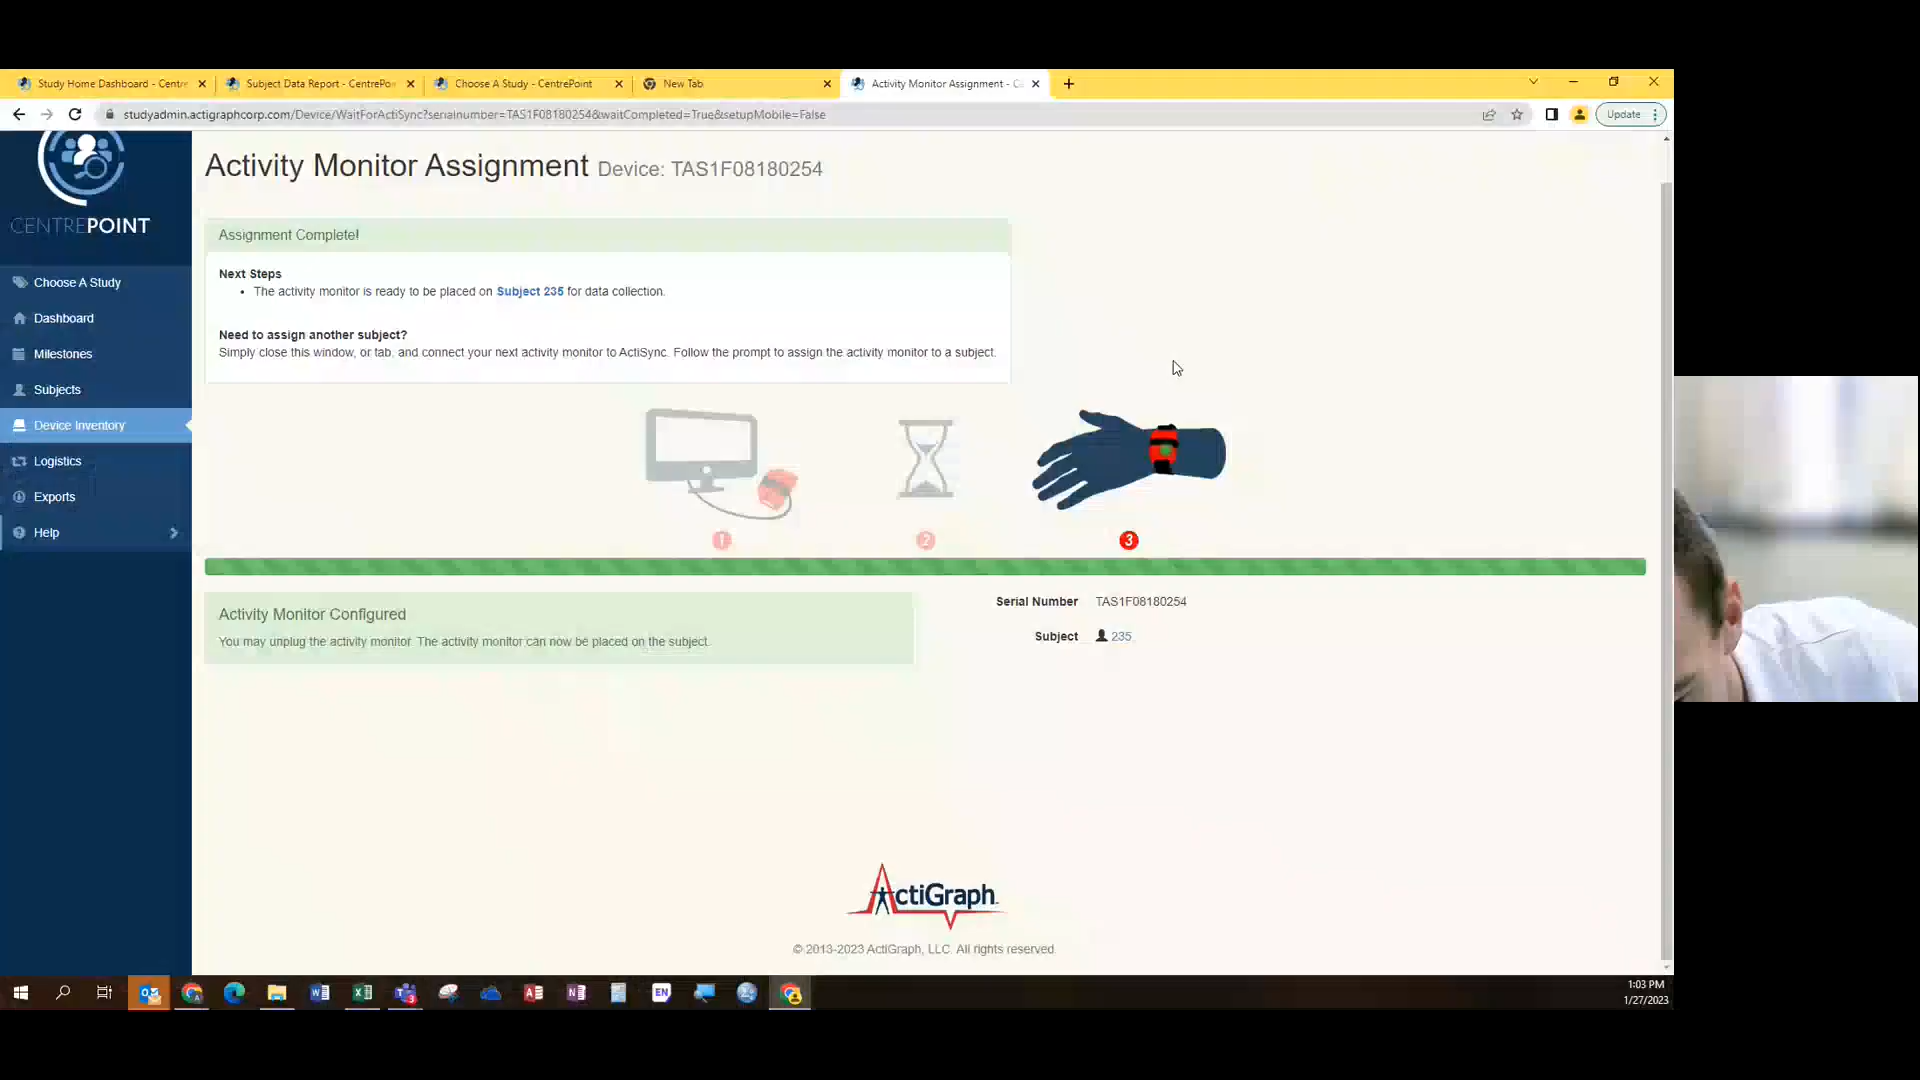 Study Home Dashboard - Centre
Subject Data Report - CentrePoi
Choose A Study - CentrePoint
New Tab
Activity Monitor Assignment - Ce
studyadmin.actigraphcorp.com/Device/WaitForActiSync?serialnumber=TAS1F08180254&waitCompleted=True&setupMobile=False
Update
CENTREPOINT
Choose A Study
Dashboard
Milestones
Subjects
Device Inventory
Logistics
Exports
Help
Activity Monitor Assignment Device: TAS1F08180254
Assignment Complete!
Next Steps
• The activity monitor is ready to be placed on Subject 235 for data collection.
Need to assign another subject?
Simply close this window, or tab, and connect your next activity monitor to ActiSync. Follow the prompt to assign the activity monitor to a subject.
1 2 3
Activity Monitor Configured
You may unplug the activity monitor. The activity monitor can now be placed on the subject.
Serial Number TAS1F08180254
Subject 235
ActiGraph
© 2013-2023 ActiGraph, LLC. All rights reserved.
EN
1:03 PM
1/27/2023